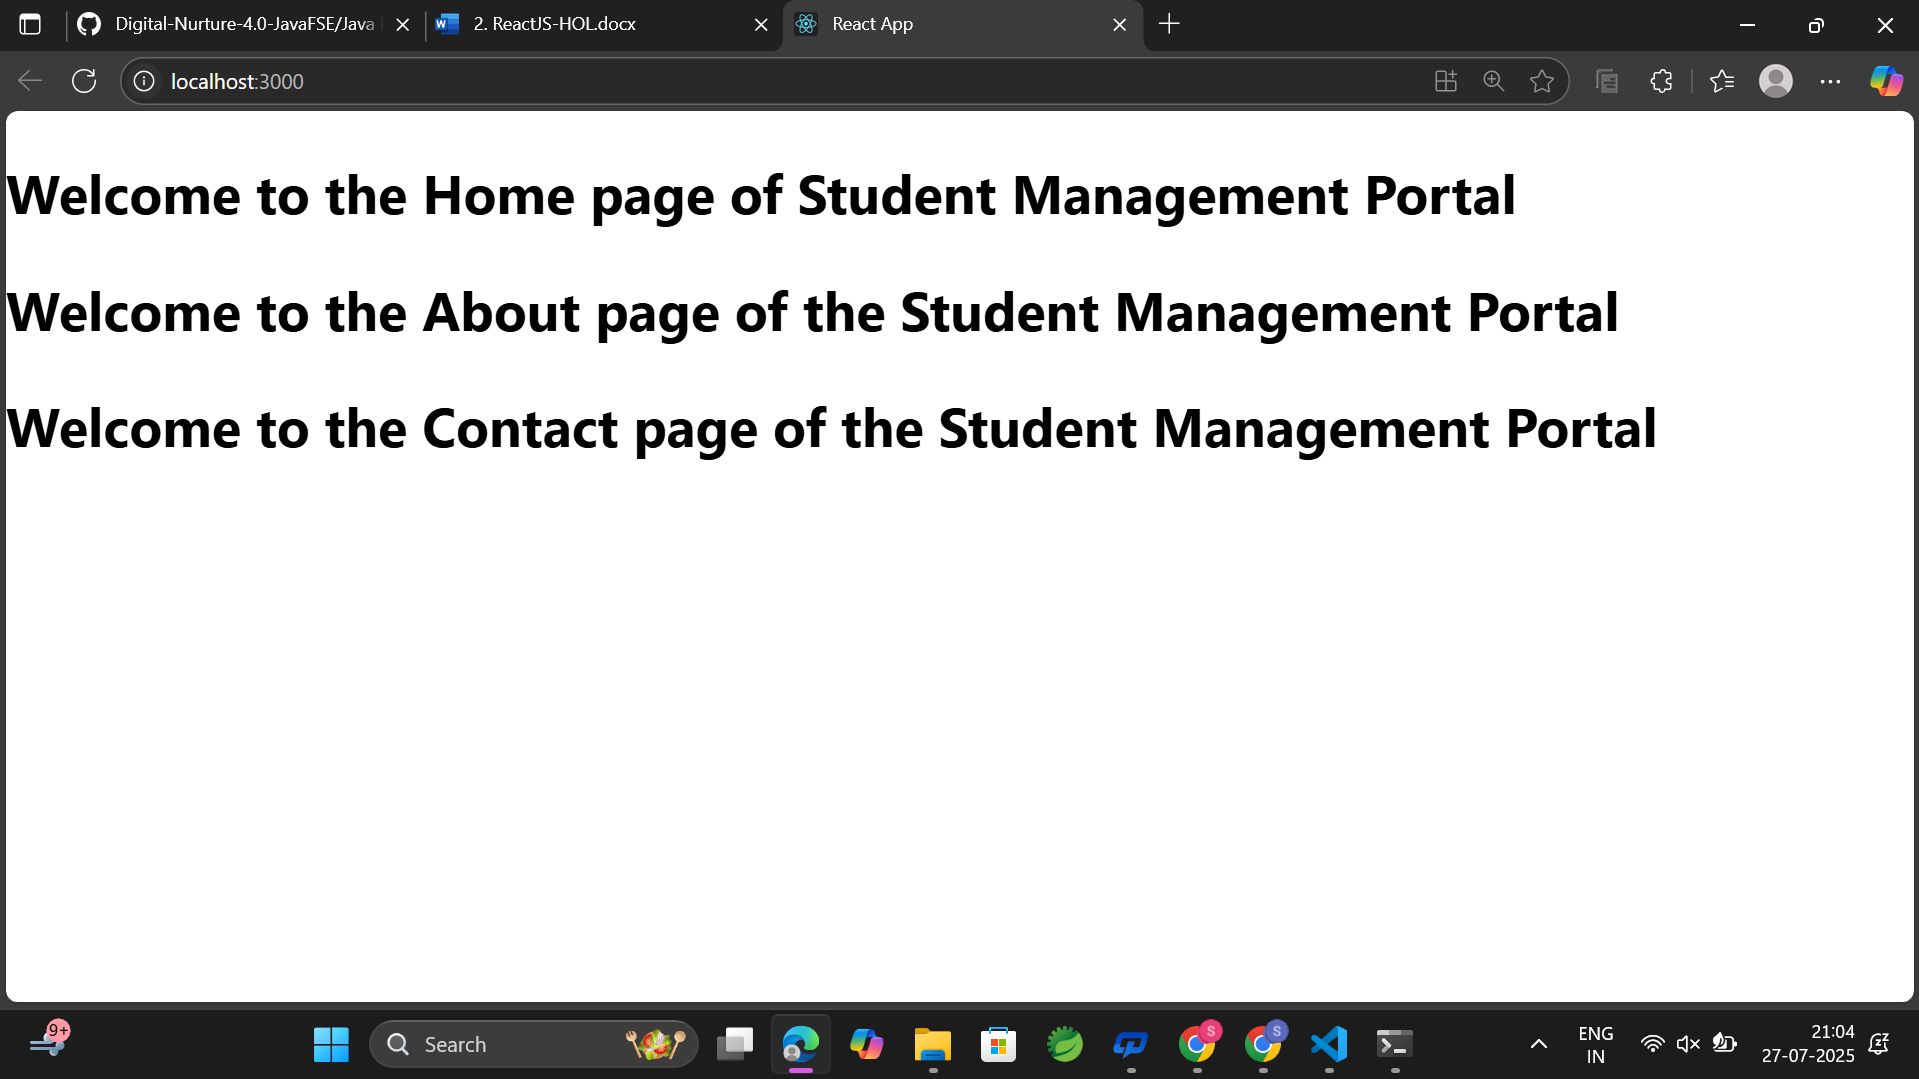 Digital-Nurture-4.0-JavaFSE/Java
2. ReactJS-HOL.docx
React App
localhost:3000
Welcome to the Home page of Student Management Portal
Welcome to the About page of the Student Management Portal
Welcome to the Contact page of the Student Management Portal
9+
Search
S
S
ENG
IN
21:04
27-07-2025